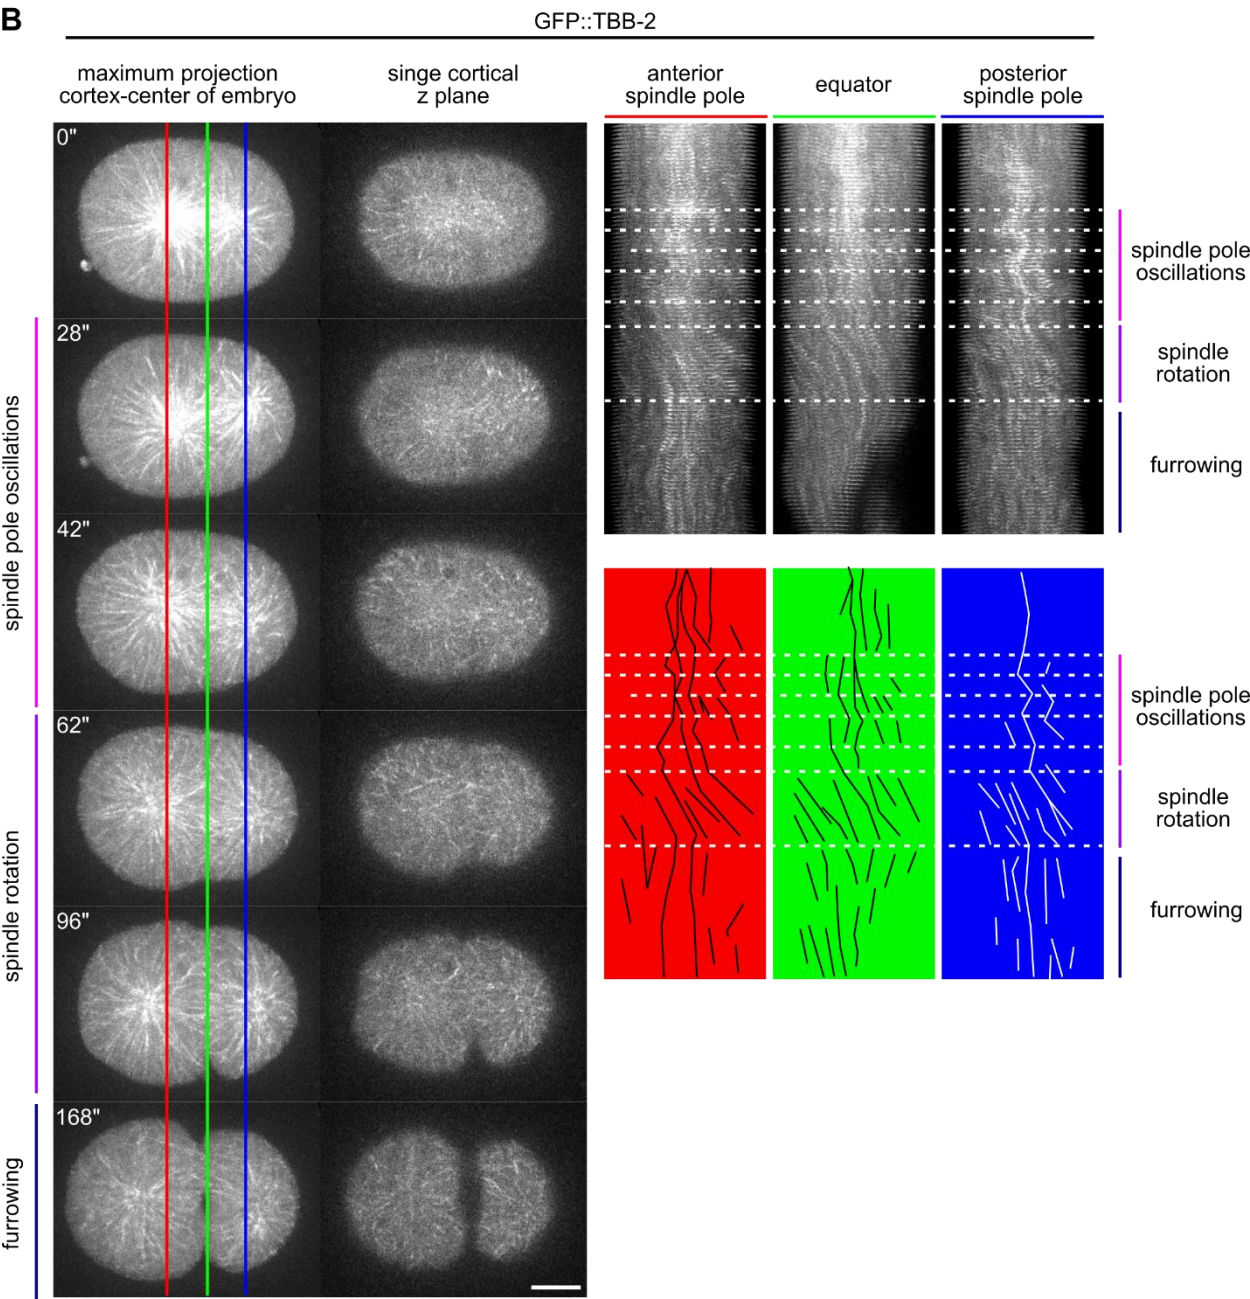 B
GFP::TBB-2
maximum projection
cortex-center of embryo
singe cortical
z plane
anterior
spindle pole
equator
posterior
spindle pole
0"
28"
42"
62"
96"
168"
spindle pole oscillations
spindle rotation
furrowing
spindle pole
oscillations
spindle
rotation
furrowing
spindle pole
oscillations
spindle
rotation
furrowing